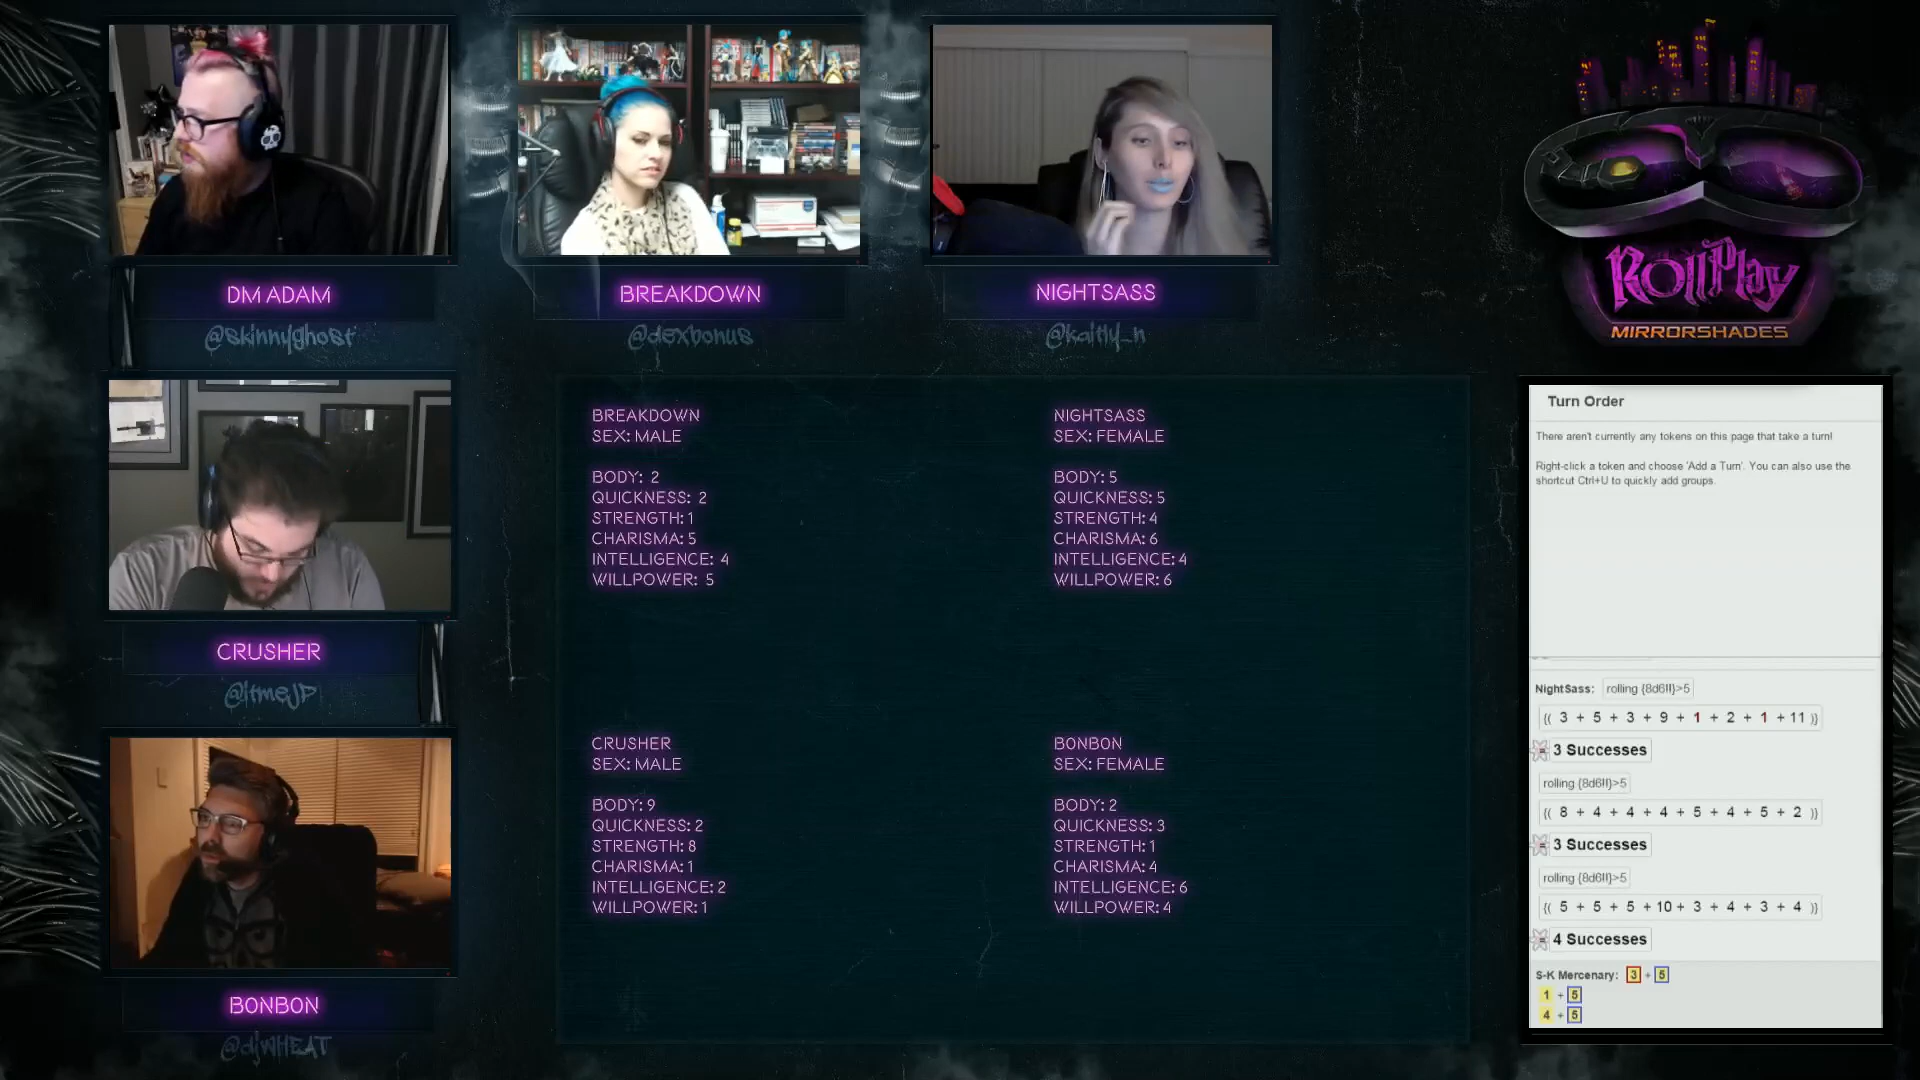 DM ADAM
@skinnyghost
BREAKDOWN
@dexbonus
NIGHTSASS
@kaitly_n
RollPlay
MIRRORSHADES
CRUSHER
@itmeJP
BONBON
@djWHEAT
BREAKDOWN
SEX: MALE
BODY: 2
QUICKNESS: 2
STRENGTH: 1
CHARISMA: 5
INTELLIGENCE: 4
WILLPOWER: 5
NIGHTSASS
SEX: FEMALE
BODY: 5
QUICKNESS: 5
STRENGTH: 4
CHARISMA: 6
INTELLIGENCE: 4
WILLPOWER: 6
CRUSHER
SEX: MALE
BODY: 9
QUICKNESS: 2
STRENGTH: 8
CHARISMA: 1
INTELLIGENCE: 2
WILLPOWER: 1
BONBON
SEX: FEMALE
BODY: 2
QUICKNESS: 3
STRENGTH: 1
CHARISMA: 4
INTELLIGENCE: 6
WILLPOWER: 4
Turn Order
There aren't currently any tokens on this page that take a turn!
Right-click a token and choose 'Add a Turn'. You can also use the
shortcut Ctrl+U to quickly add groups.
Night$ass: rolling {8d6!!}>5
(( 3 + 5 + 3 + 9 + 1 + 2 + 1 + 11 ))
= 3 Successes
rolling {8d6!!}>5
(( 8 + 4 + 4 + 4 + 5 + 4 + 5 + 2 ))
= 3 Successes
rolling {8d6!!}>5
(( 5 + 5 + 5 + 10 + 3 + 4 + 3 + 4 ))
= 4 Successes
S-K Mercenary: 3 + 5
1 + 5
4 + 5